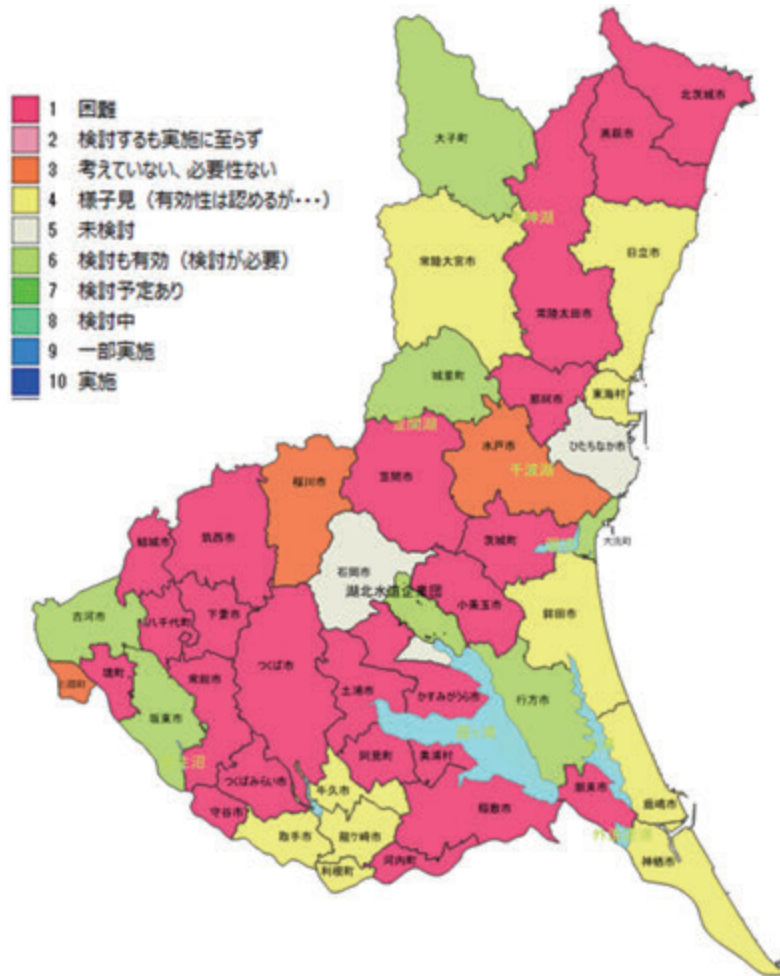 1 困難
2 検討するも実施に至らず
3 考えていない、必要性ない
4 様子見（有効性は認めるが・・・）
5 未検討
6 検討も有効（検討が必要）
7 検討予定あり
8 検討中
9 一部実施
10 実施
北茨城市
高萩市
大子町
常陸大宮市
日立市
常陸太田市
城里町
那珂市
東海村
水戸市
ひたちなか市
千波湖
桜川市
笠間市
筑西市
結城市
茨城町
大洗町
石岡市
湖北水道企業団
小美玉市
鉾田市
古河市
八千代町
下妻市
つくば市
境町
常総市
土浦市
かすみがうら市
行方市
坂東市
阿見町
美浦村
つくばみらい市
牛久市
稲敷市
潮来市
鹿嶋市
守谷市
取手市
龍ケ崎市
神栖市
利根町
河内町